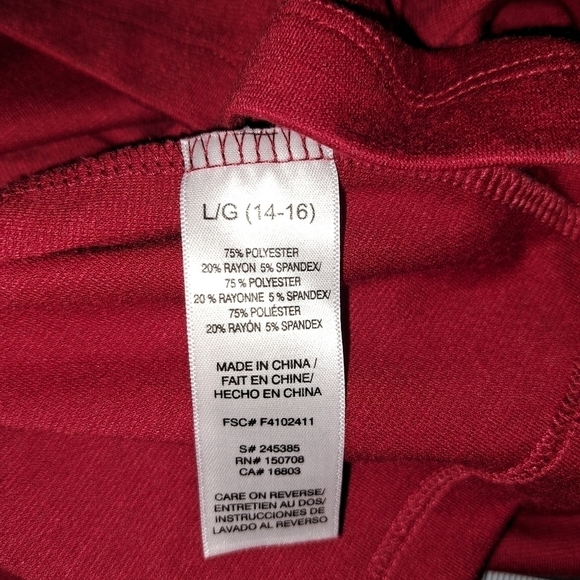 L/G (14-16)
75% POLYESTER
20% RAYON 5% SPANDEX/
75 % POLYESTER
20 % RAYONNE 5 % SPANDEX/
75% POLIÉSTER
20% RAYÓN 5% SPANDEX
MADE IN CHINA /
FAIT EN CHINE/
HECHO EN CHINA
FSC# F4102411
S# 245385
RN# 150708
CA# 16803
CARE ON REVERSE/
ENTRETIEN AU DOS/
INSTRUCCIONES DE
LAVADO AL REVERSO